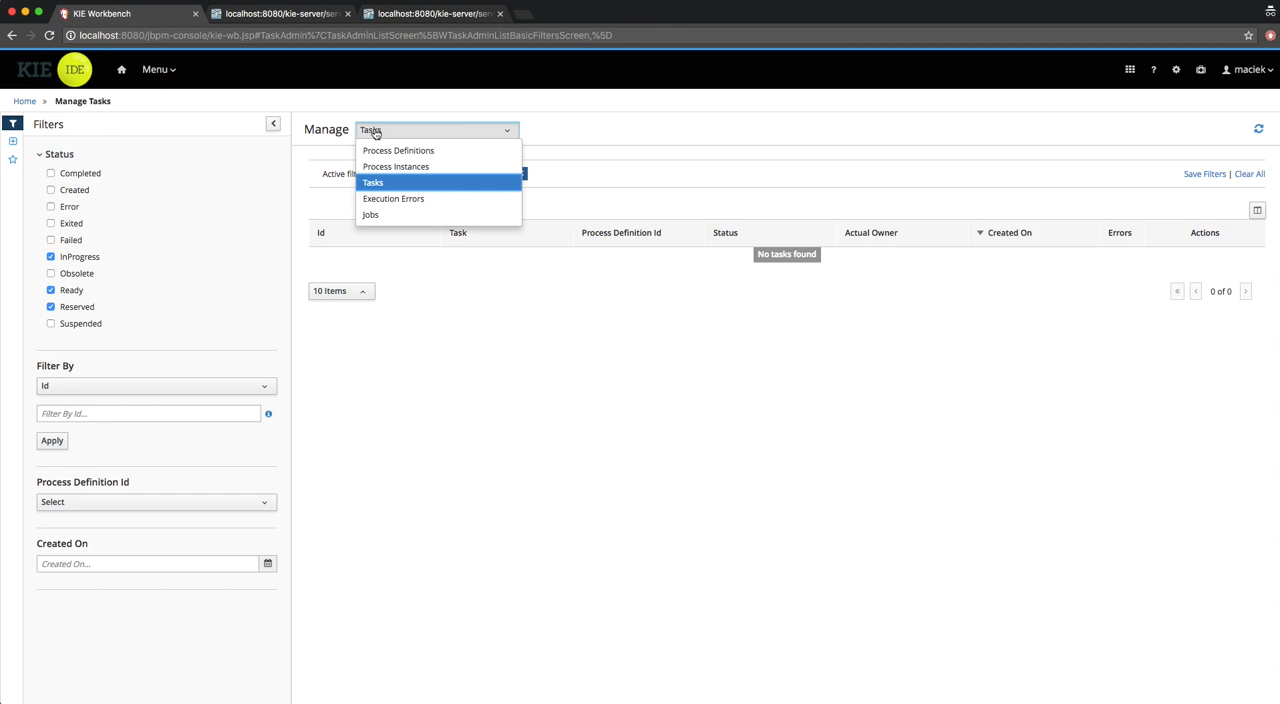 KIE Workbench
localhost:8080/kie-server/ser
localhost:8080/kie-server/ser
localhost:8080/jbpm-console/kie-wb.jsp#TaskAdmin%7CTaskAdminListScreen%5BWTaskAdminListBasicFiltersScreen,%5D
KIE IDE
Menu
maciek
Home » Manage Tasks
Filters
Status
Completed
Created
Error
Exited
Failed
InProgress
Obsolete
Ready
Reserved
Suspended
Filter By
Id
Filter By Id...
Apply
Process Definition Id
Select
Created On
Created On...
Manage Tasks
Process Definitions
Process Instances
Tasks
Execution Errors
Jobs
Active
Save Filters | Clear All
Id Task Process Definition Id Status Actual Owner Created On Errors Actions
No tasks found
10 Items
0 of 0